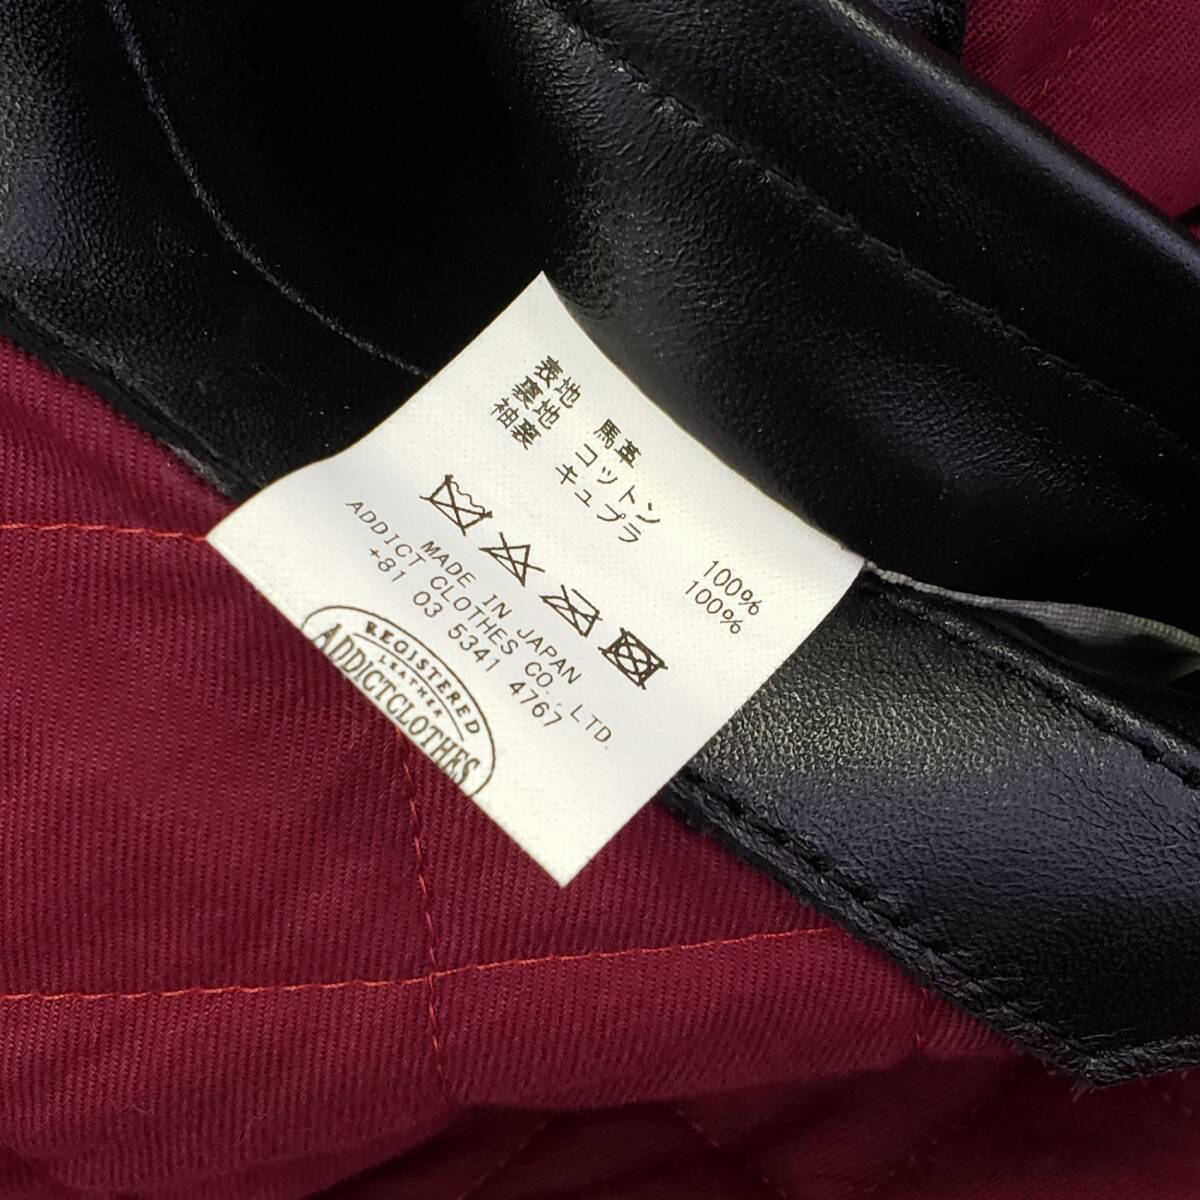 表地 馬革
裏地 コットン 100%
袖裏 キュプラ 100%
MADE IN JAPAN
ADDICT CLOTHES CO., LTD.
+81 03 5341 4767
REGISTERED
LEATHER
ADDICTCLOTHES